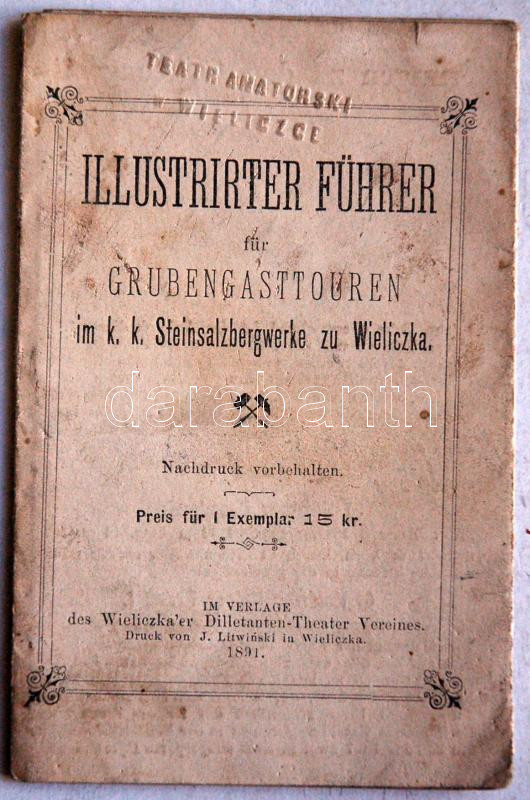 TEATR AMATORSKI
W WIELICZCE
ILLUSTRIRTER FÜHRER
für
GRUBENGASTTOUREN
im k. k. Steinsalzbergwerke zu Wieliczka.
darabanth
Nachdruck vorbehalten.
Preis für 1 Exemplar 15 kr.
IM VERLAGE
des Wieliczka'er Dilletanten-Theater Vereines.
Druck von J. Litwiński in Wieliczka.
1891.